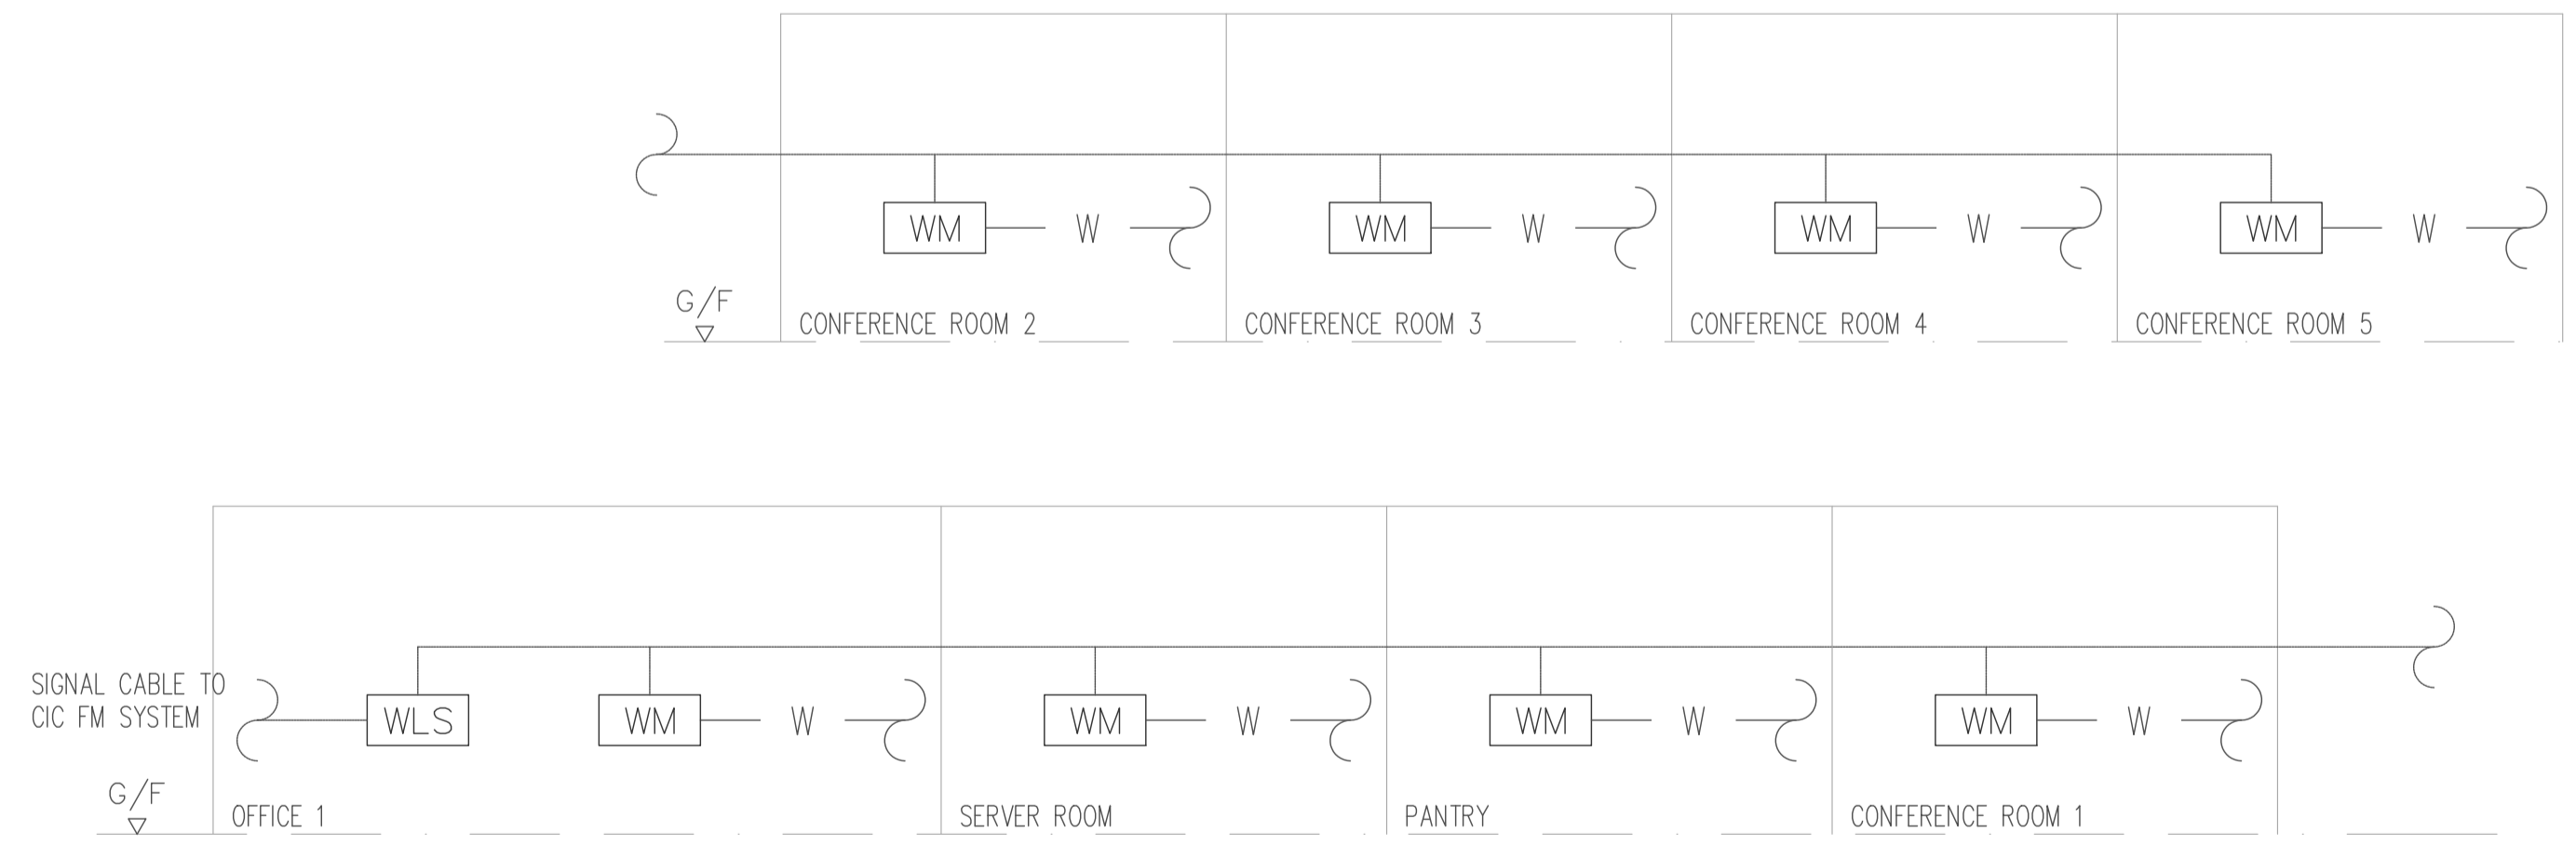 WM W WM W WM W WM W
G/F
CONFERENCE ROOM 2 CONFERENCE ROOM 3 CONFERENCE ROOM 4 CONFERENCE ROOM 5
SIGNAL CABLE TO
CIC FM SYSTEM
WLS WM W WM W WM W WM W
G/F
OFFICE 1 SERVER ROOM PANTRY CONFERENCE ROOM 1